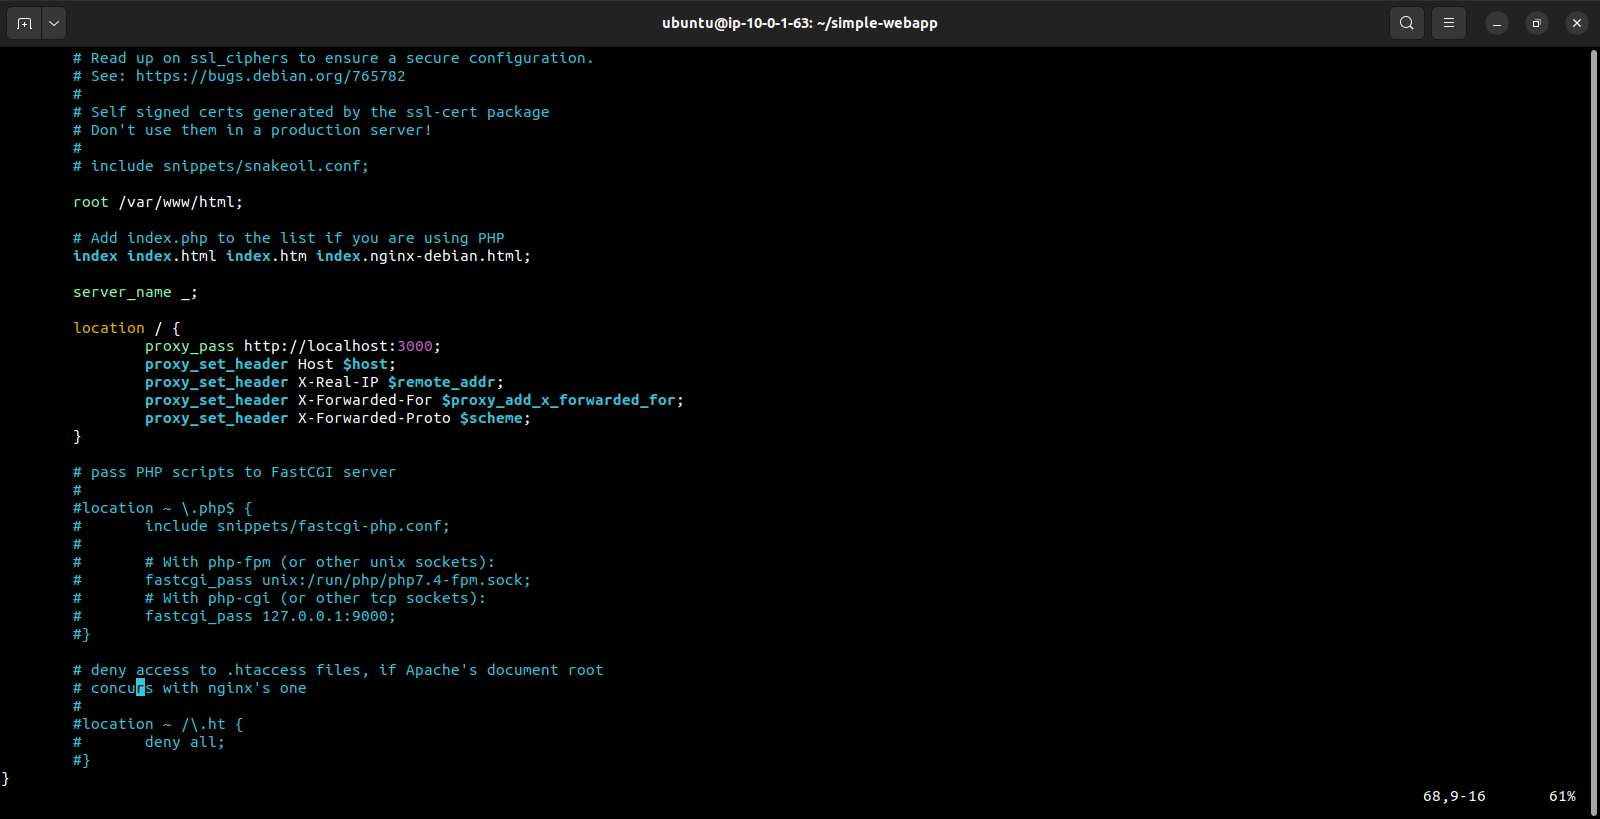 ubuntu@ip-10-0-1-63: ~/simple-webapp
# Read up on ssl_ciphers to ensure a secure configuration.
# See: https://bugs.debian.org/765782
#
# Self signed certs generated by the ssl-cert package
# Don't use them in a production server!
#
# include snippets/snakeoil.conf;
root /var/www/html;
# Add index.php to the list if you are using PHP
index index.html index.htm index.nginx-debian.html;
server_name _;
location / {
proxy_pass http://localhost:3000;
proxy_set_header Host $host;
proxy_set_header X-Real-IP $remote_addr;
proxy_set_header X-Forwarded-For $proxy_add_x_forwarded_for;
proxy_set_header X-Forwarded-Proto $scheme;
}
# pass PHP scripts to FastCGI server
#
#location ~ \.php$ {
#       include snippets/fastcgi-php.conf;
#
#       # With php-fpm (or other unix sockets):
#       fastcgi_pass unix:/run/php/php7.4-fpm.sock;
#       # With php-cgi (or other tcp sockets):
#       fastcgi_pass 127.0.0.1:9000;
#}
# deny access to .htaccess files, if Apache's document root
# concurs with nginx's one
#
#location ~ /\.ht {
#       deny all;
#}
}
68,9-16 61%